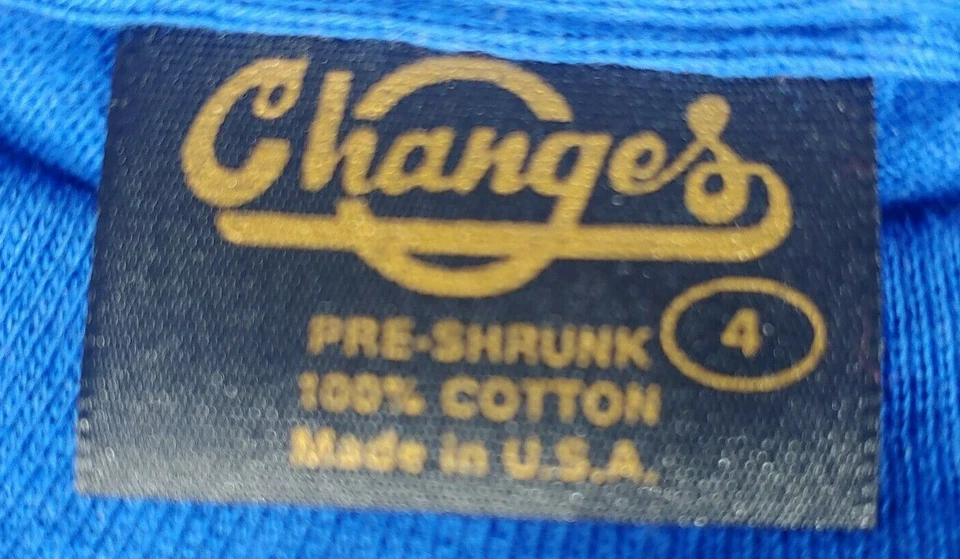 Changes
PRE-SHRUNK 4
100% COTTON
Made in U.S.A.